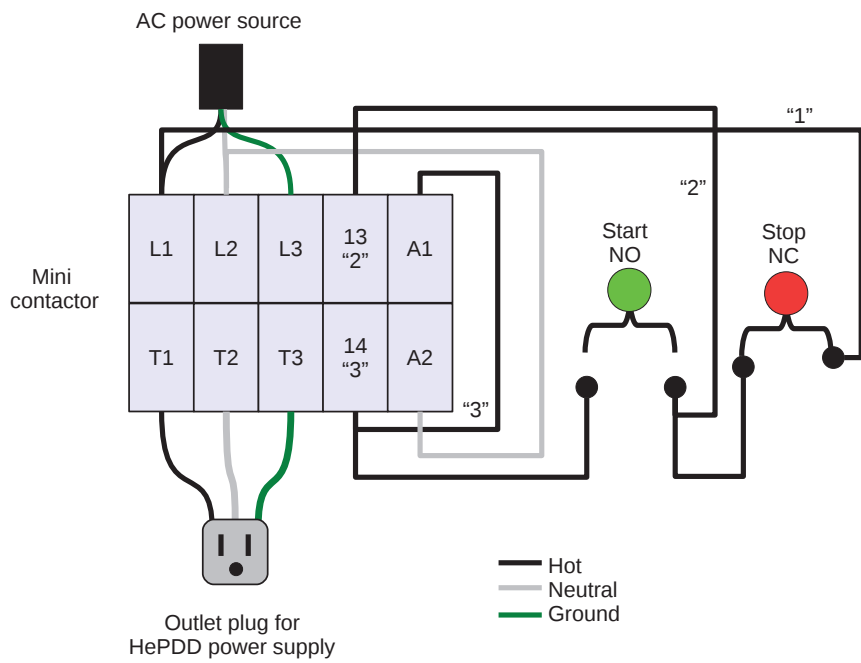 AC power source
“1”
“2”
L1
L2
L3
13
“2”
A1
Start
NO
Stop
NC
Mini
contactor
T1
T2
T3
14
“3”
A2
“3”
Hot
Neutral
Ground
Outlet plug for
HePDD power supply